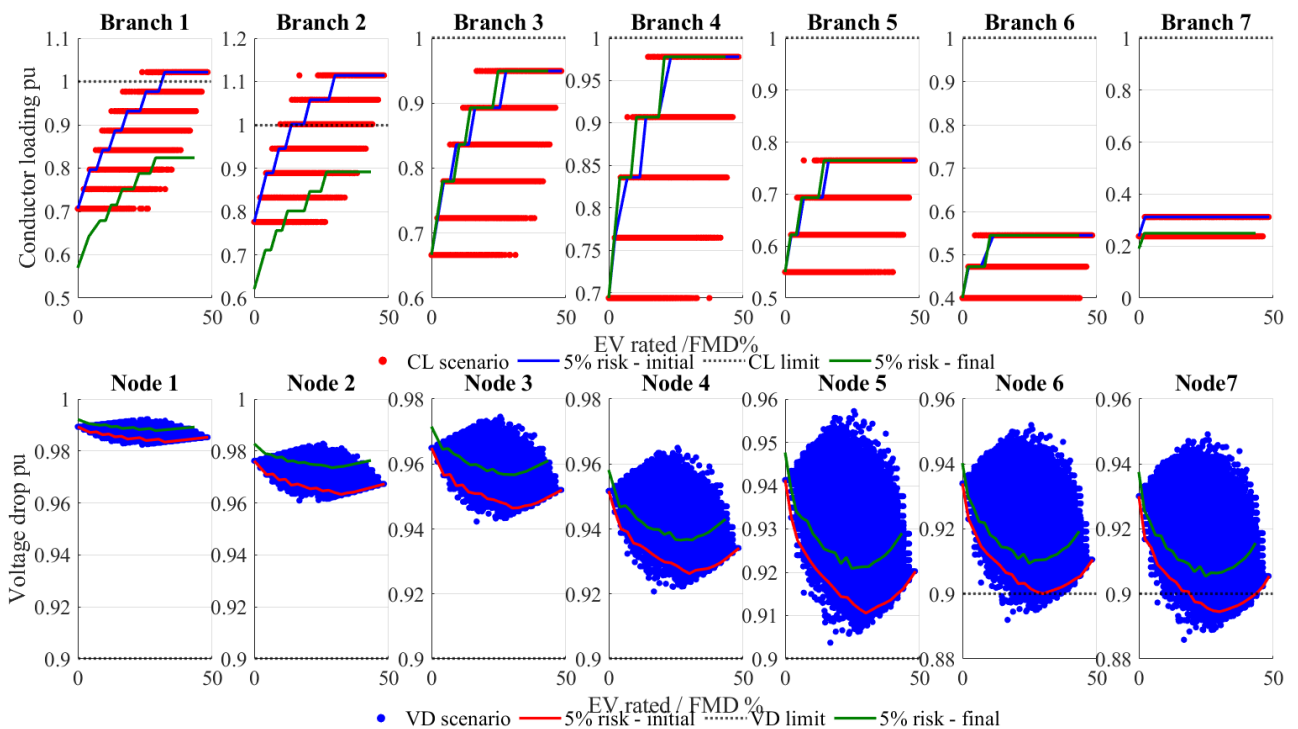 Branch 1 Branch 2 Branch 3 Branch 4 Branch 5 Branch 6 Branch 7
Conductor loading pu
1.1 1 0.9 0.8 0.7 0.6 0.5
1.2 1.1 1 0.9 0.8 0.7 0.6
1 0.9 0.8 0.7 0.6
1 0.95 0.9 0.85 0.8 0.75 0.7
1 0.9 0.8 0.7 0.6 0.5
1 0.9 0.8 0.7 0.6 0.5 0.4
1 0.8 0.6 0.4 0.2 0
0 50 0 50 0 50 0 50 0 50 0 50 0 50
EV rated /FMD%
CL scenario 5% risk - initial CL limit 5% risk - final
Node 1 Node 2 Node 3 Node 4 Node 5 Node 6 Node7
Voltage drop pu
1 0.98 0.96 0.94 0.92 0.9
1 0.98 0.96 0.94 0.92 0.9
0.98 0.96 0.94 0.92 0.9
0.98 0.96 0.94 0.92 0.9
0.96 0.95 0.94 0.93 0.92 0.91 0.9
0.96 0.94 0.92 0.9 0.88
0.96 0.94 0.92 0.9 0.88
0 50 0 50 0 50 0 50 0 50 0 50 0 50
EV rated / FMD %
VD scenario 5% risk - initial VD limit 5% risk - final